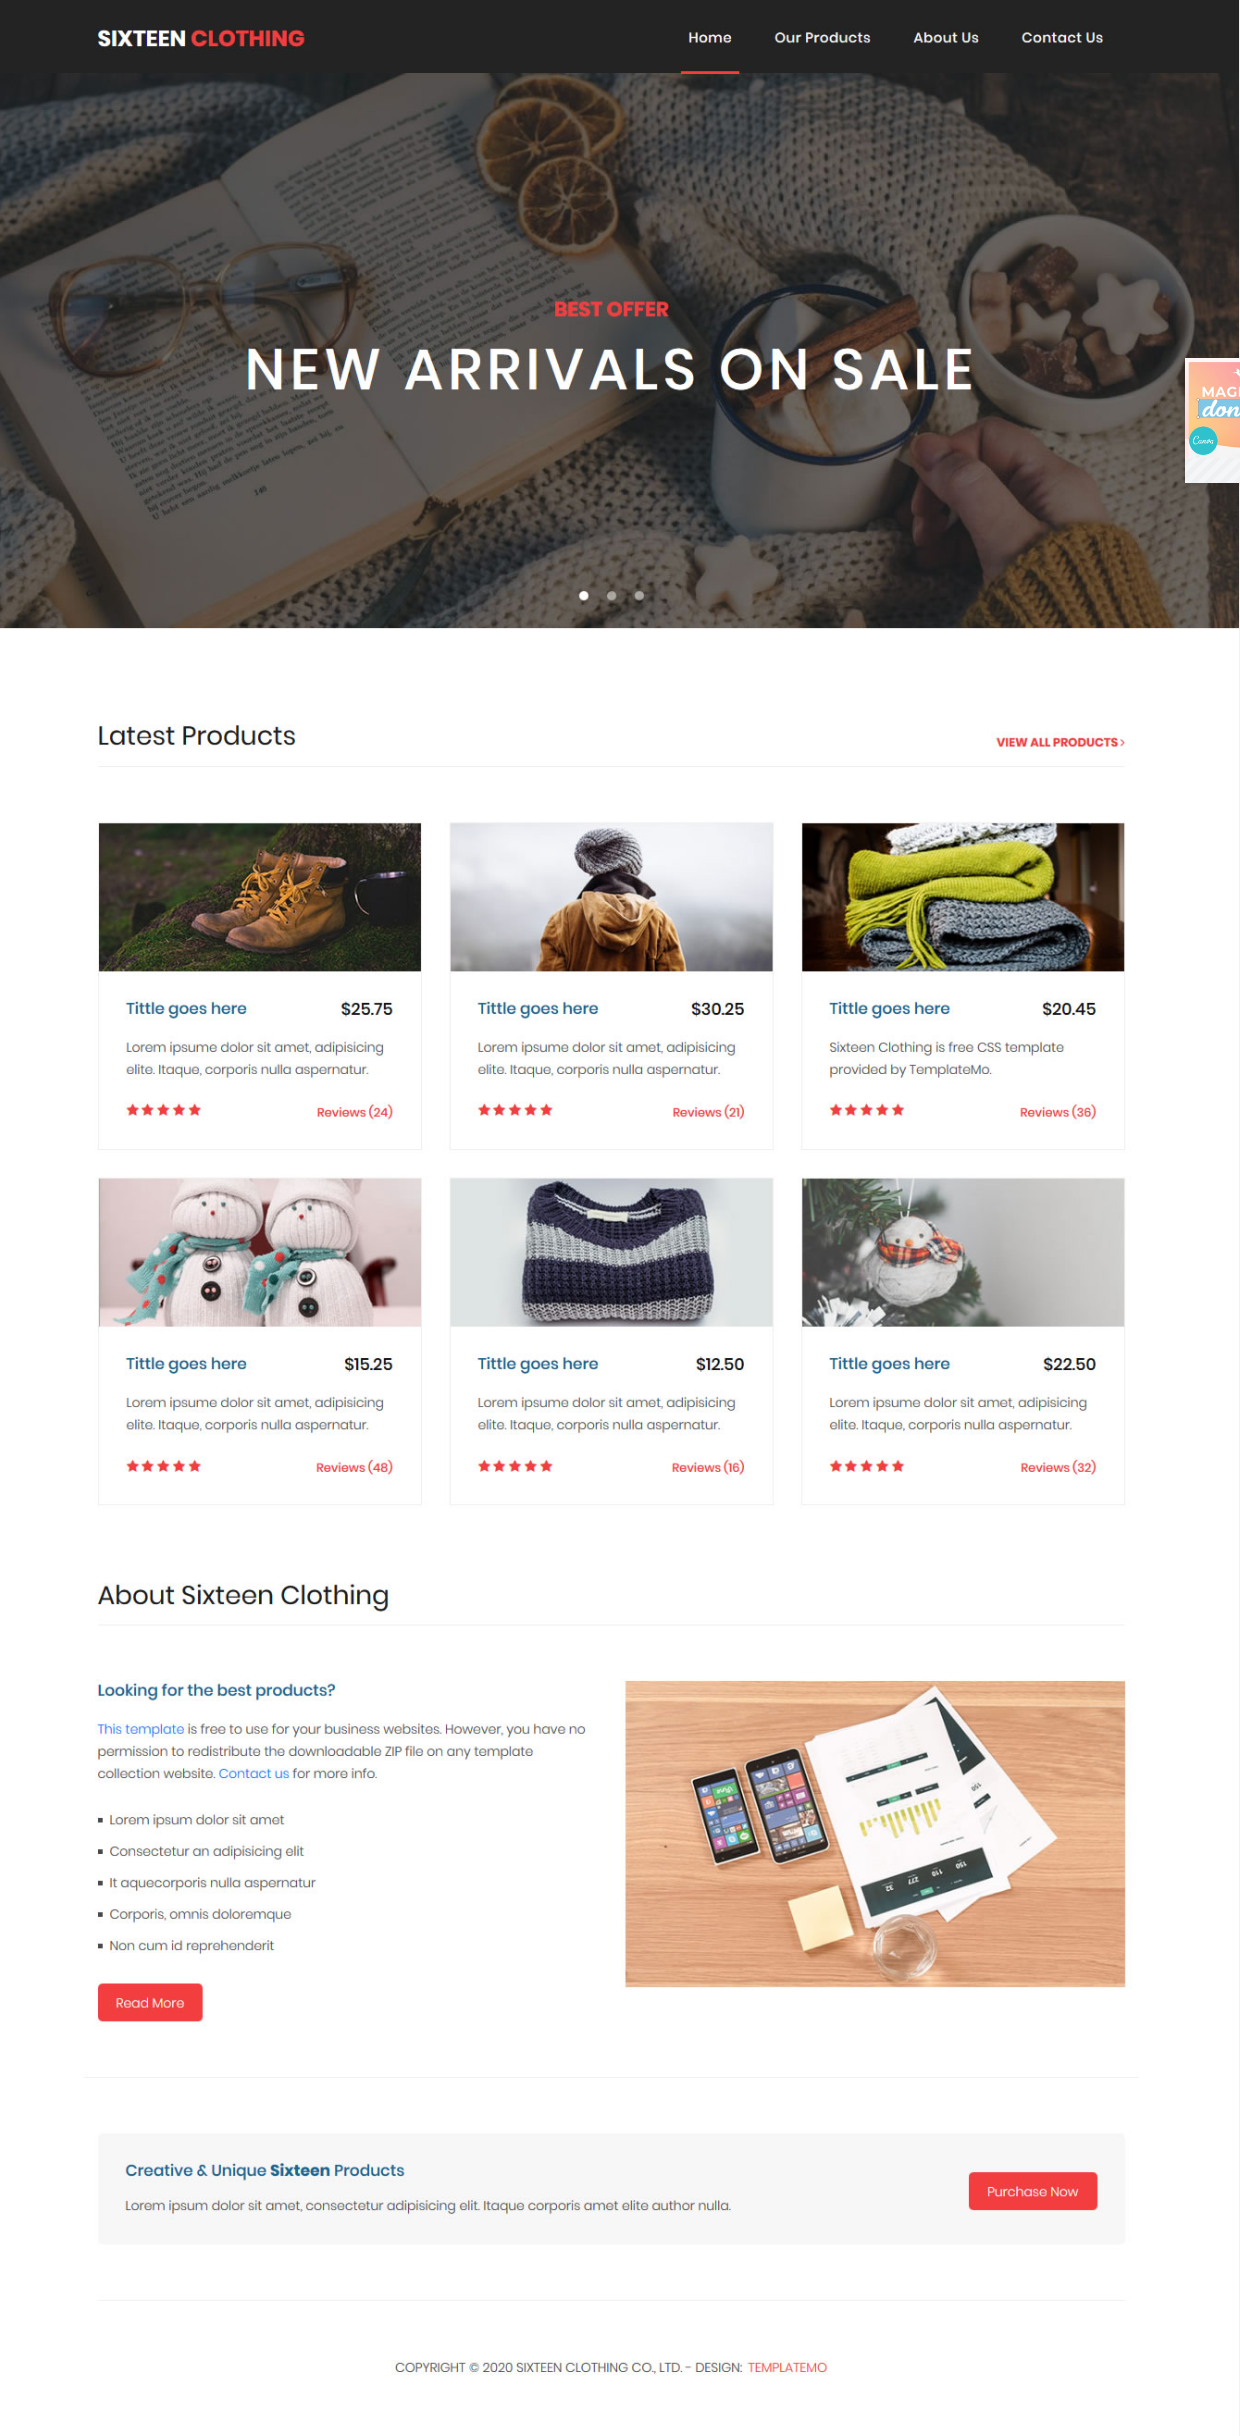 SIXTEEN CLOTHING
Home Our Products About Us Contact Us
BEST OFFER
NEW ARRIVALS ON SALE
MAG
don
Canva
140
Latest Products
VIEW ALL PRODUCTS >
Tittle goes here $25.75
Lorem ipsume dolor sit amet, adipisicing
elite. Itaque, corporis nulla aspernatur.
Reviews (24)
Tittle goes here $30.25
Lorem ipsume dolor sit amet, adipisicing
elite. Itaque, corporis nulla aspernatur.
Reviews (21)
Tittle goes here $20.45
Sixteen Clothing is free CSS template
provided by TemplateMo.
Reviews (36)
Tittle goes here $15.25
Lorem ipsume dolor sit amet, adipisicing
elite. Itaque, corporis nulla aspernatur.
Reviews (48)
Tittle goes here $12.50
Lorem ipsume dolor sit amet, adipisicing
elite. Itaque, corporis nulla aspernatur.
Reviews (16)
Tittle goes here $22.50
Lorem ipsume dolor sit amet, adipisicing
elite. Itaque, corporis nulla aspernatur.
Reviews (32)
About Sixteen Clothing
Looking for the best products?
This template is free to use for your business websites. However, you have no
permission to redistribute the downloadable ZIP file on any template
collection website. Contact us for more info.
Lorem ipsum dolor sit amet
Consectetur an adipisicing elit
It aquecorporis nulla aspernatur
Corporis, omnis doloremque
Non cum id reprehenderit
Read More
150
32 277 110 150
Creative & Unique Sixteen Products
Lorem ipsum dolor sit amet, consectetur adipisicing elit. Itaque corporis amet elite author nulla.
Purchase Now
COPYRIGHT © 2020 SIXTEEN CLOTHING CO., LTD. - DESIGN: TEMPLATEMO